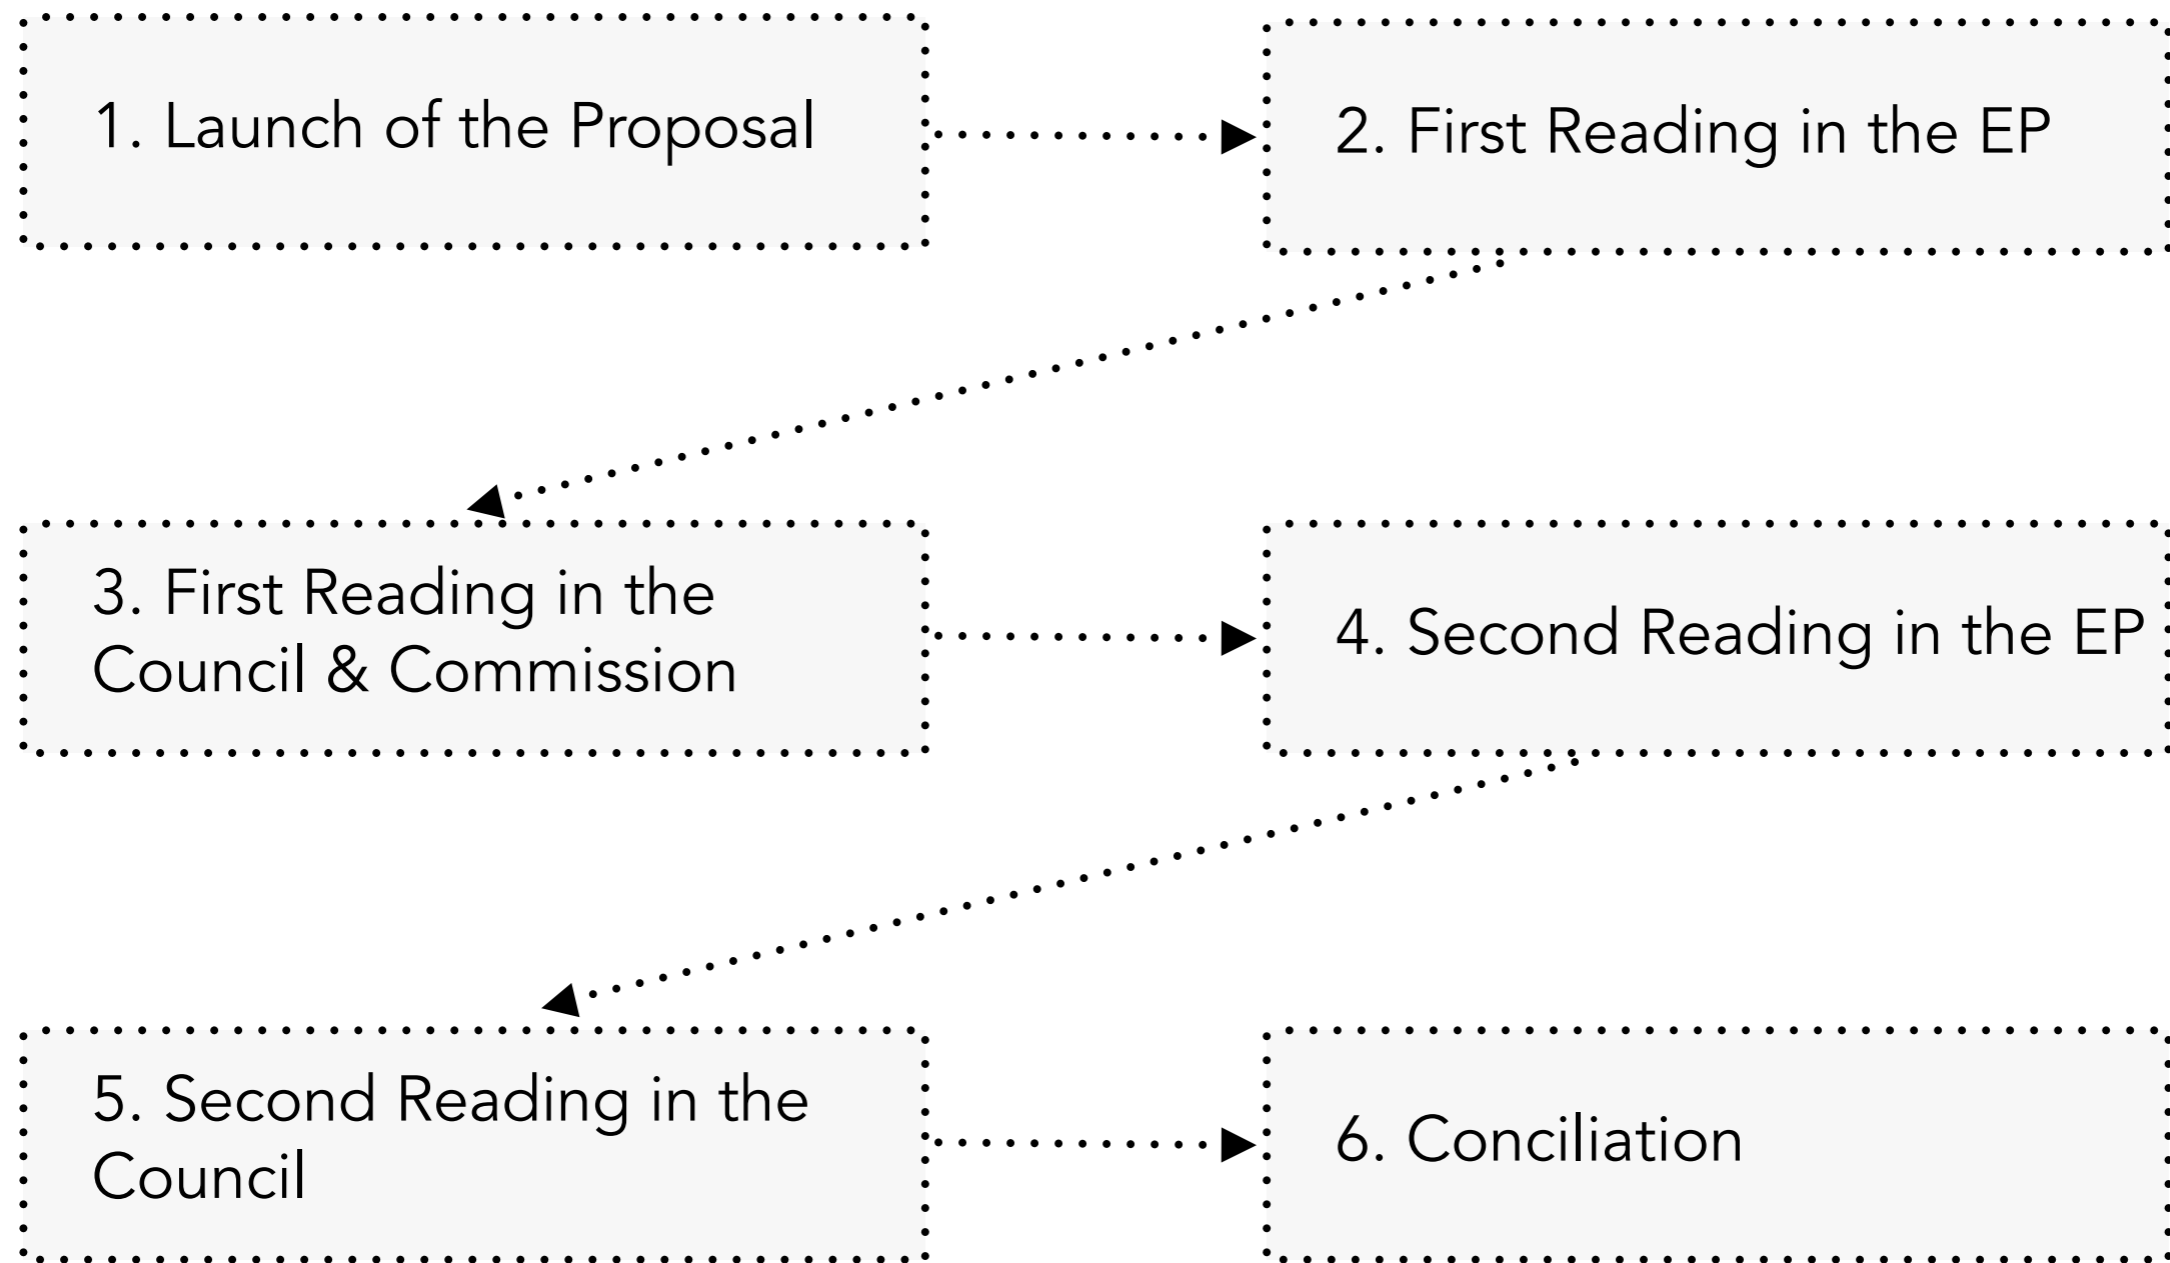 1. Launch of the Proposal
2. First Reading in the EP
3. First Reading in the
Council & Commission
4. Second Reading in the EP
5. Second Reading in the
Council
6. Conciliation